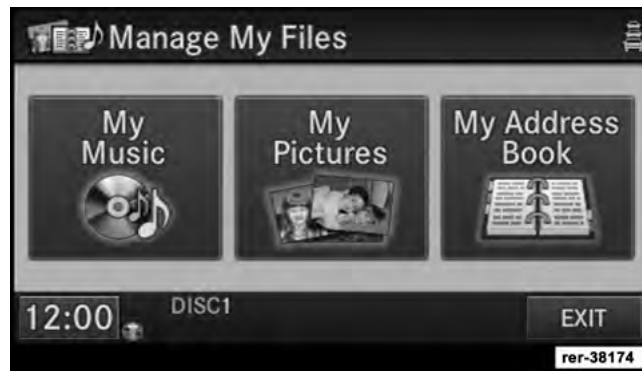 Manage My Files
My
Music
My
Pictures
My Address
Book
12:00
DISC1
EXIT
rer-38174